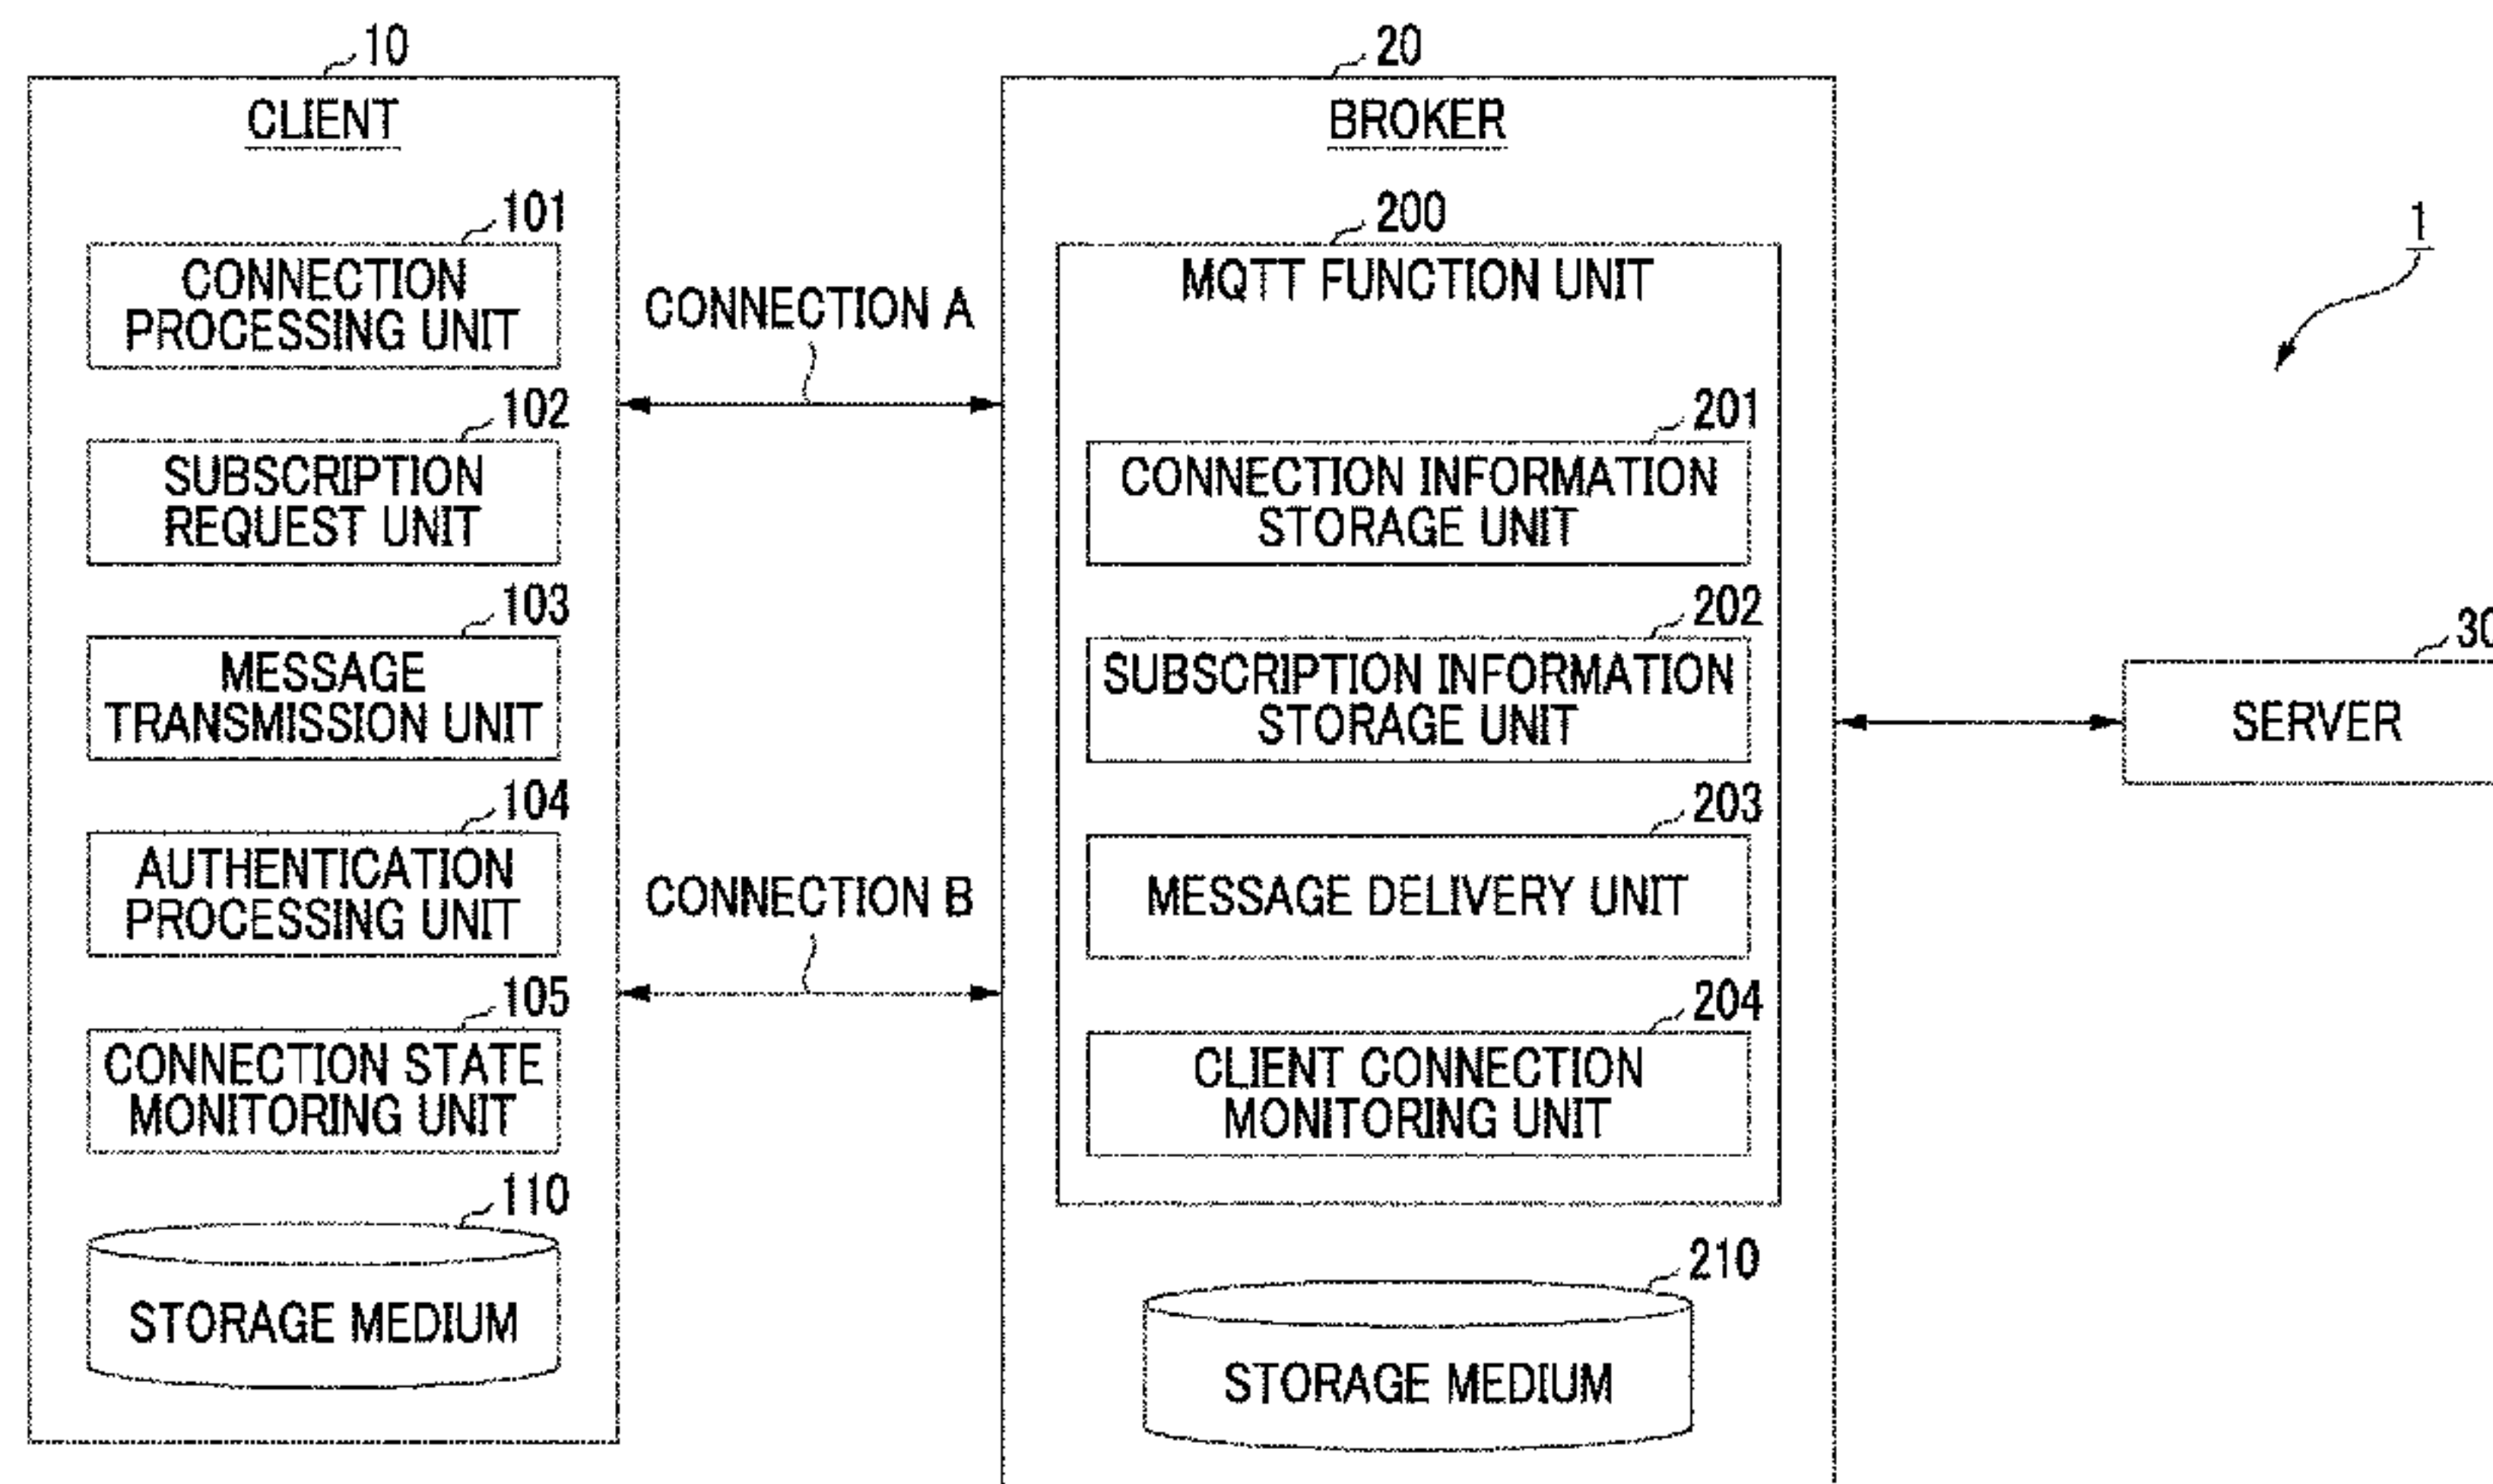 10
CLIENT
101
CONNECTION
PROCESSING UNIT
102
SUBSCRIPTION
REQUEST UNIT
103
MESSAGE
TRANSMISSION UNIT
104
AUTHENTICATION
PROCESSING UNIT
105
CONNECTION STATE
MONITORING UNIT
110
STORAGE MEDIUM
CONNECTION A
CONNECTION B
20
BROKER
200
MQTT FUNCTION UNIT
201
CONNECTION INFORMATION
STORAGE UNIT
202
SUBSCRIPTION INFORMATION
STORAGE UNIT
203
MESSAGE DELIVERY UNIT
204
CLIENT CONNECTION
MONITORING UNIT
210
STORAGE MEDIUM
1
30
SERVER